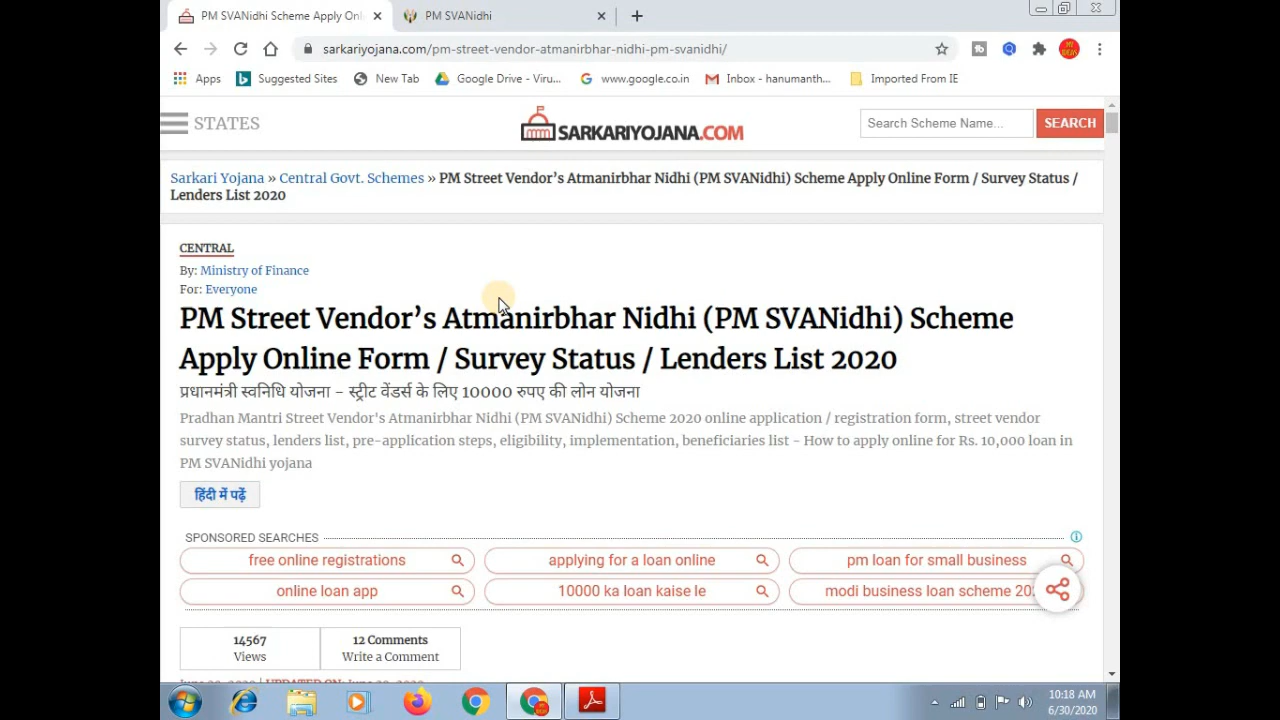 PM SVANidhi Scheme Apply Onl
PM SVANidhi
sarkariyojana.com/pm-street-vendor-atmanirbhar-nidhi-pm-svanidhi/
Apps Suggested Sites New Tab Google Drive - Viru... www.google.co.in Inbox - hanumanth... Imported From IE
STATES
SARKARIYOJANA.COM
Search Scheme Name...
SEARCH
Sarkari Yojana » Central Govt. Schemes » PM Street Vendor’s Atmanirbhar Nidhi (PM SVANidhi) Scheme Apply Online Form / Survey Status /
Lenders List 2020
CENTRAL
By: Ministry of Finance
For: Everyone
PM Street Vendor’s Atmanirbhar Nidhi (PM SVANidhi) Scheme
Apply Online Form / Survey Status / Lenders List 2020
प्रधानमंत्री स्वनिधि योजना - स्ट्रीट वेंडर्स के लिए 10000 रुपए की लोन योजना
Pradhan Mantri Street Vendor's Atmanirbhar Nidhi (PM SVANidhi) Scheme 2020 online application / registration form, street vendor
survey status, lenders list, pre-application steps, eligibility, implementation, beneficiaries list - How to apply online for Rs. 10,000 loan in
PM SVANidhi yojana
हिंदी में पढ़ें
SPONSORED SEARCHES
free online registrations
applying for a loan online
pm loan for small business
online loan app
10000 ka loan kaise le
modi business loan scheme 202
14567
Views
12 Comments
Write a Comment
10:18 AM
6/30/2020